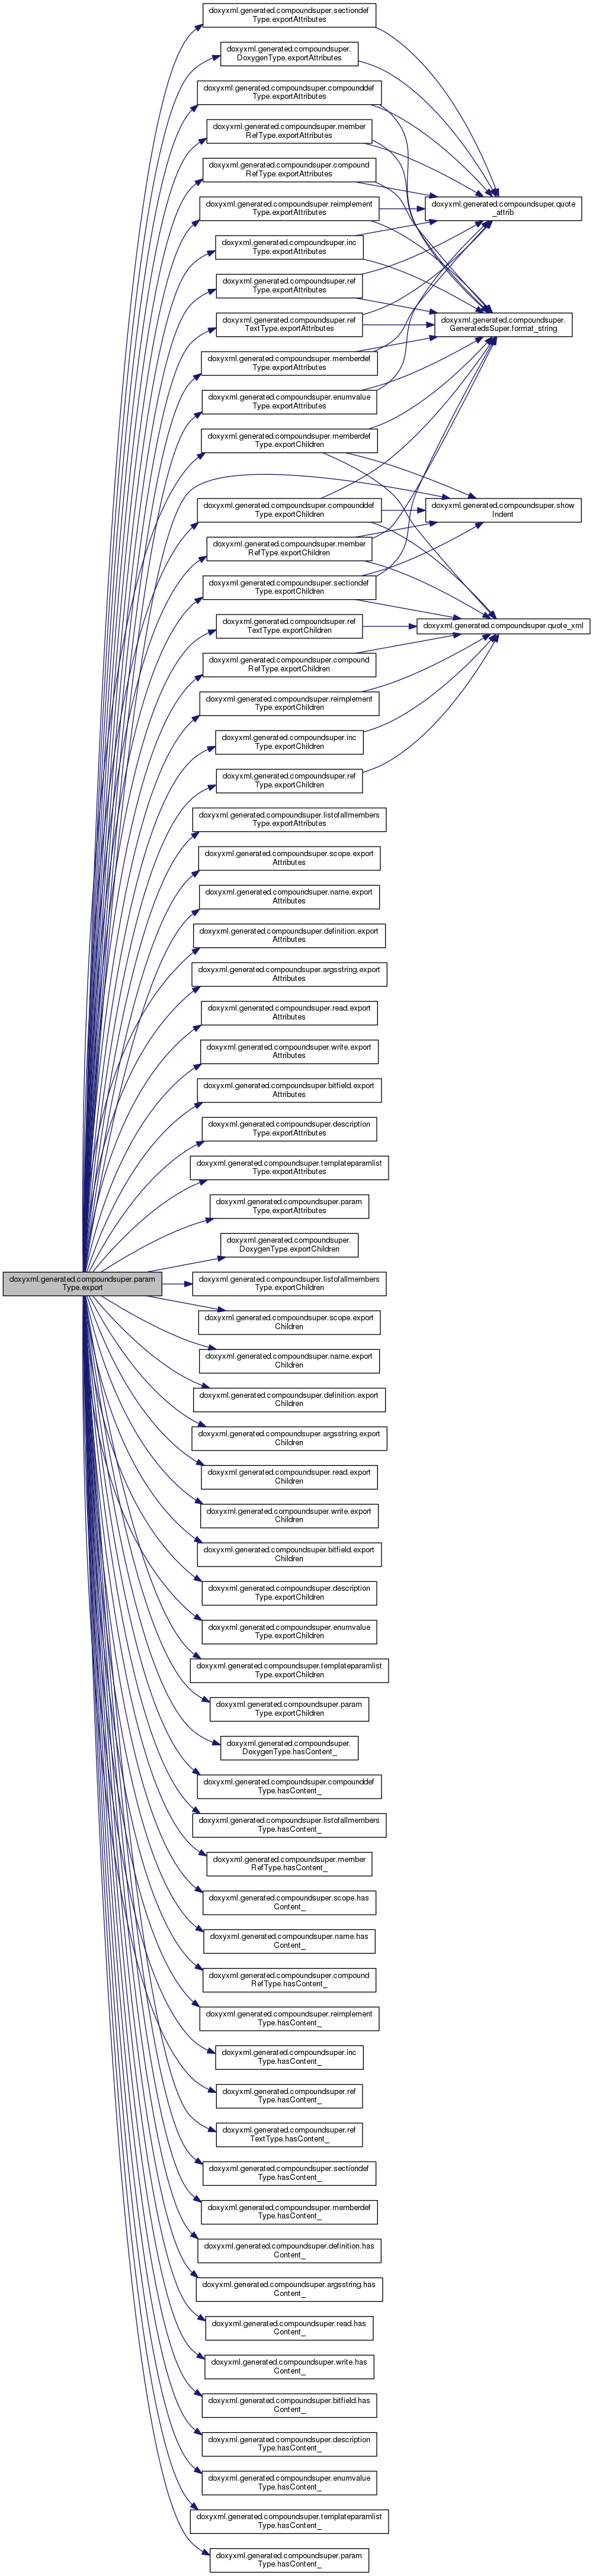 doxyxml.generated.compoundsuper.sectiondef
Type.exportAttributes
doxyxml.generated.compoundsuper.
DoxygenType.exportAttributes
doxyxml.generated.compoundsuper.compounddef
Type.exportAttributes
doxyxml.generated.compoundsuper.member
RefType.exportAttributes
doxyxml.generated.compoundsuper.compound
RefType.exportAttributes
doxyxml.generated.compoundsuper.reimplement
Type.exportAttributes
doxyxml.generated.compoundsuper.quote
_attrib
doxyxml.generated.compoundsuper.inc
Type.exportAttributes
doxyxml.generated.compoundsuper.ref
Type.exportAttributes
doxyxml.generated.compoundsuper.ref
TextType.exportAttributes
doxyxml.generated.compoundsuper.
GeneratedsSuper.format_string
doxyxml.generated.compoundsuper.memberdef
Type.exportAttributes
doxyxml.generated.compoundsuper.enumvalue
Type.exportAttributes
doxyxml.generated.compoundsuper.memberdef
Type.exportChildren
doxyxml.generated.compoundsuper.compounddef
Type.exportChildren
doxyxml.generated.compoundsuper.show
Indent
doxyxml.generated.compoundsuper.member
RefType.exportChildren
doxyxml.generated.compoundsuper.sectiondef
Type.exportChildren
doxyxml.generated.compoundsuper.ref
TextType.exportChildren
doxyxml.generated.compoundsuper.quote_xml
doxyxml.generated.compoundsuper.compound
RefType.exportChildren
doxyxml.generated.compoundsuper.reimplement
Type.exportChildren
doxyxml.generated.compoundsuper.inc
Type.exportChildren
doxyxml.generated.compoundsuper.ref
Type.exportChildren
doxyxml.generated.compoundsuper.listofallmembers
Type.exportAttributes
doxyxml.generated.compoundsuper.scope.export
Attributes
doxyxml.generated.compoundsuper.name.export
Attributes
doxyxml.generated.compoundsuper.definition.export
Attributes
doxyxml.generated.compoundsuper.argsstring.export
Attributes
doxyxml.generated.compoundsuper.read.export
Attributes
doxyxml.generated.compoundsuper.write.export
Attributes
doxyxml.generated.compoundsuper.bitfield.export
Attributes
doxyxml.generated.compoundsuper.description
Type.exportAttributes
doxyxml.generated.compoundsuper.templateparamlist
Type.exportAttributes
doxyxml.generated.compoundsuper.param
Type.exportAttributes
doxyxml.generated.compoundsuper.
DoxygenType.exportChildren
doxyxml.generated.compoundsuper.param
Type.export
doxyxml.generated.compoundsuper.listofallmembers
Type.exportChildren
doxyxml.generated.compoundsuper.scope.export
Children
doxyxml.generated.compoundsuper.name.export
Children
doxyxml.generated.compoundsuper.definition.export
Children
doxyxml.generated.compoundsuper.argsstring.export
Children
doxyxml.generated.compoundsuper.read.export
Children
doxyxml.generated.compoundsuper.write.export
Children
doxyxml.generated.compoundsuper.bitfield.export
Children
doxyxml.generated.compoundsuper.description
Type.exportChildren
doxyxml.generated.compoundsuper.enumvalue
Type.exportChildren
doxyxml.generated.compoundsuper.templateparamlist
Type.exportChildren
doxyxml.generated.compoundsuper.param
Type.exportChildren
doxyxml.generated.compoundsuper.
DoxygenType.hasContent_
doxyxml.generated.compoundsuper.compounddef
Type.hasContent_
doxyxml.generated.compoundsuper.listofallmembers
Type.hasContent_
doxyxml.generated.compoundsuper.member
RefType.hasContent_
doxyxml.generated.compoundsuper.scope.has
Content_
doxyxml.generated.compoundsuper.name.has
Content_
doxyxml.generated.compoundsuper.compound
RefType.hasContent_
doxyxml.generated.compoundsuper.reimplement
Type.hasContent_
doxyxml.generated.compoundsuper.inc
Type.hasContent_
doxyxml.generated.compoundsuper.ref
Type.hasContent_
doxyxml.generated.compoundsuper.ref
TextType.hasContent_
doxyxml.generated.compoundsuper.sectiondef
Type.hasContent_
doxyxml.generated.compoundsuper.memberdef
Type.hasContent_
doxyxml.generated.compoundsuper.definition.has
Content_
doxyxml.generated.compoundsuper.argsstring.has
Content_
doxyxml.generated.compoundsuper.read.has
Content_
doxyxml.generated.compoundsuper.write.has
Content_
doxyxml.generated.compoundsuper.bitfield.has
Content_
doxyxml.generated.compoundsuper.description
Type.hasContent_
doxyxml.generated.compoundsuper.enumvalue
Type.hasContent_
doxyxml.generated.compoundsuper.templateparamlist
Type.hasContent_
doxyxml.generated.compoundsuper.param
Type.hasContent_